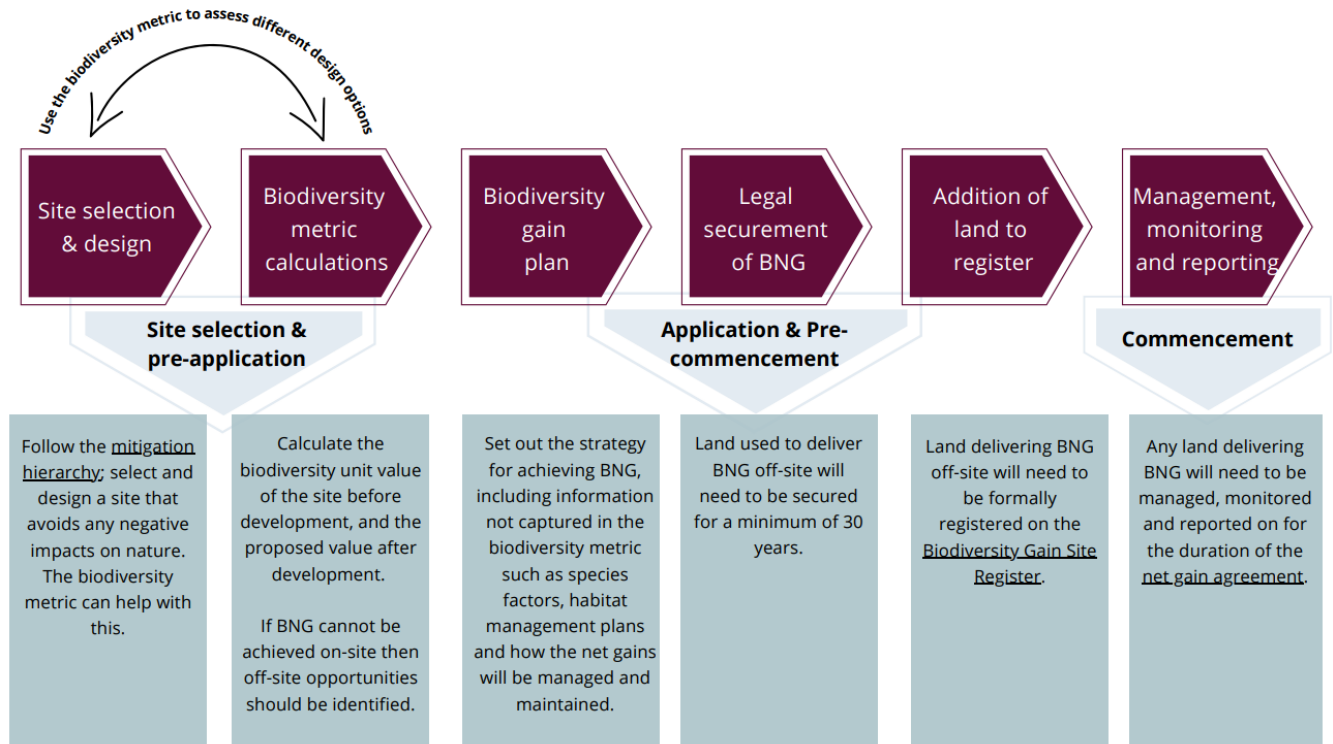 Use the biodiversity metric to assess different design options
Site selection
& design
Biodiversity
metric
calculations
Biodiversity
gain
plan
Legal
securement
of BNG
Addition of
land to
register
Management,
monitoring
and reporting
Site selection &
pre-application
Application & Pre-
commencement
Commencement
Follow the mitigation
hierarchy; select and
design a site that
avoids any negative
impacts on nature.
The biodiversity
metric can help with
this.
Calculate the
biodiversity unit value
of the site before
development, and the
proposed value after
development.
If BNG cannot be
achieved on-site then
off-site opportunities
should be identified.
Set out the strategy
for achieving BNG,
including information
not captured in the
biodiversity metric
such as species
factors, habitat
management plans
and how the net gains
will be managed and
maintained.
Land used to deliver
BNG off-site will
need to be secured
for a minimum of 30
years.
Land delivering BNG
off-site will need to
be formally
registered on the
Biodiversity Gain Site
Register.
Any land delivering
BNG will need to be
managed, monitored
and reported on for
the duration of the
net gain agreement.